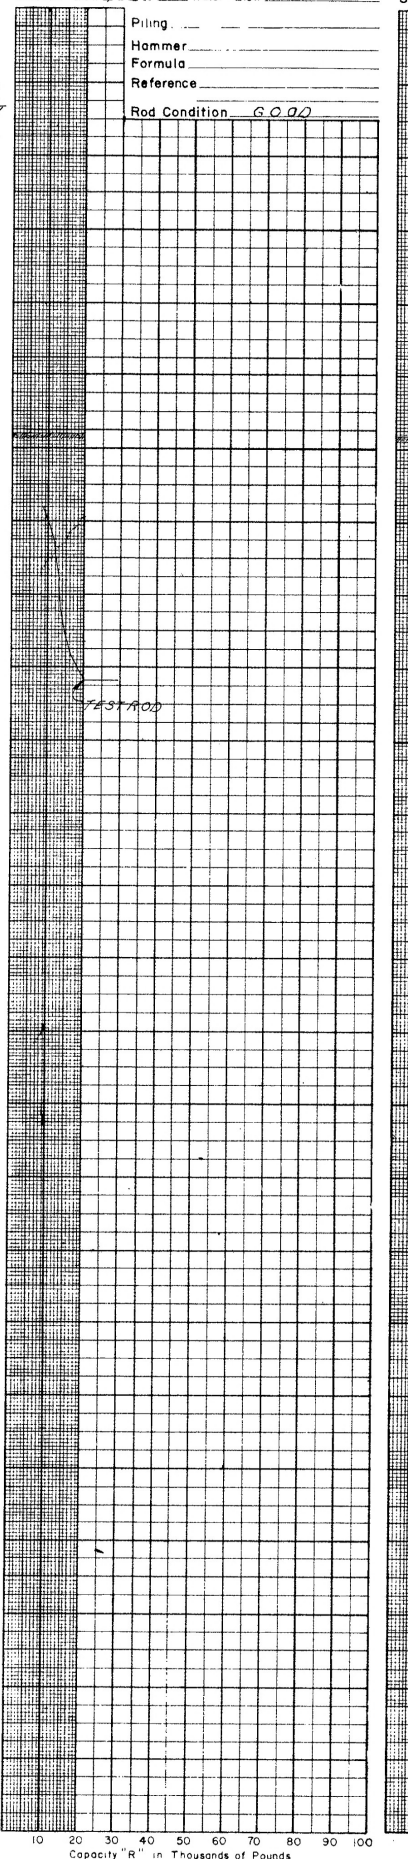 Piling
Hammer
Formula
Reference
Rod Condition GOOD
TEST ROD
10 20 30 40 50 60 70 80 90 100
Capacity "R" in Thousands of Pounds